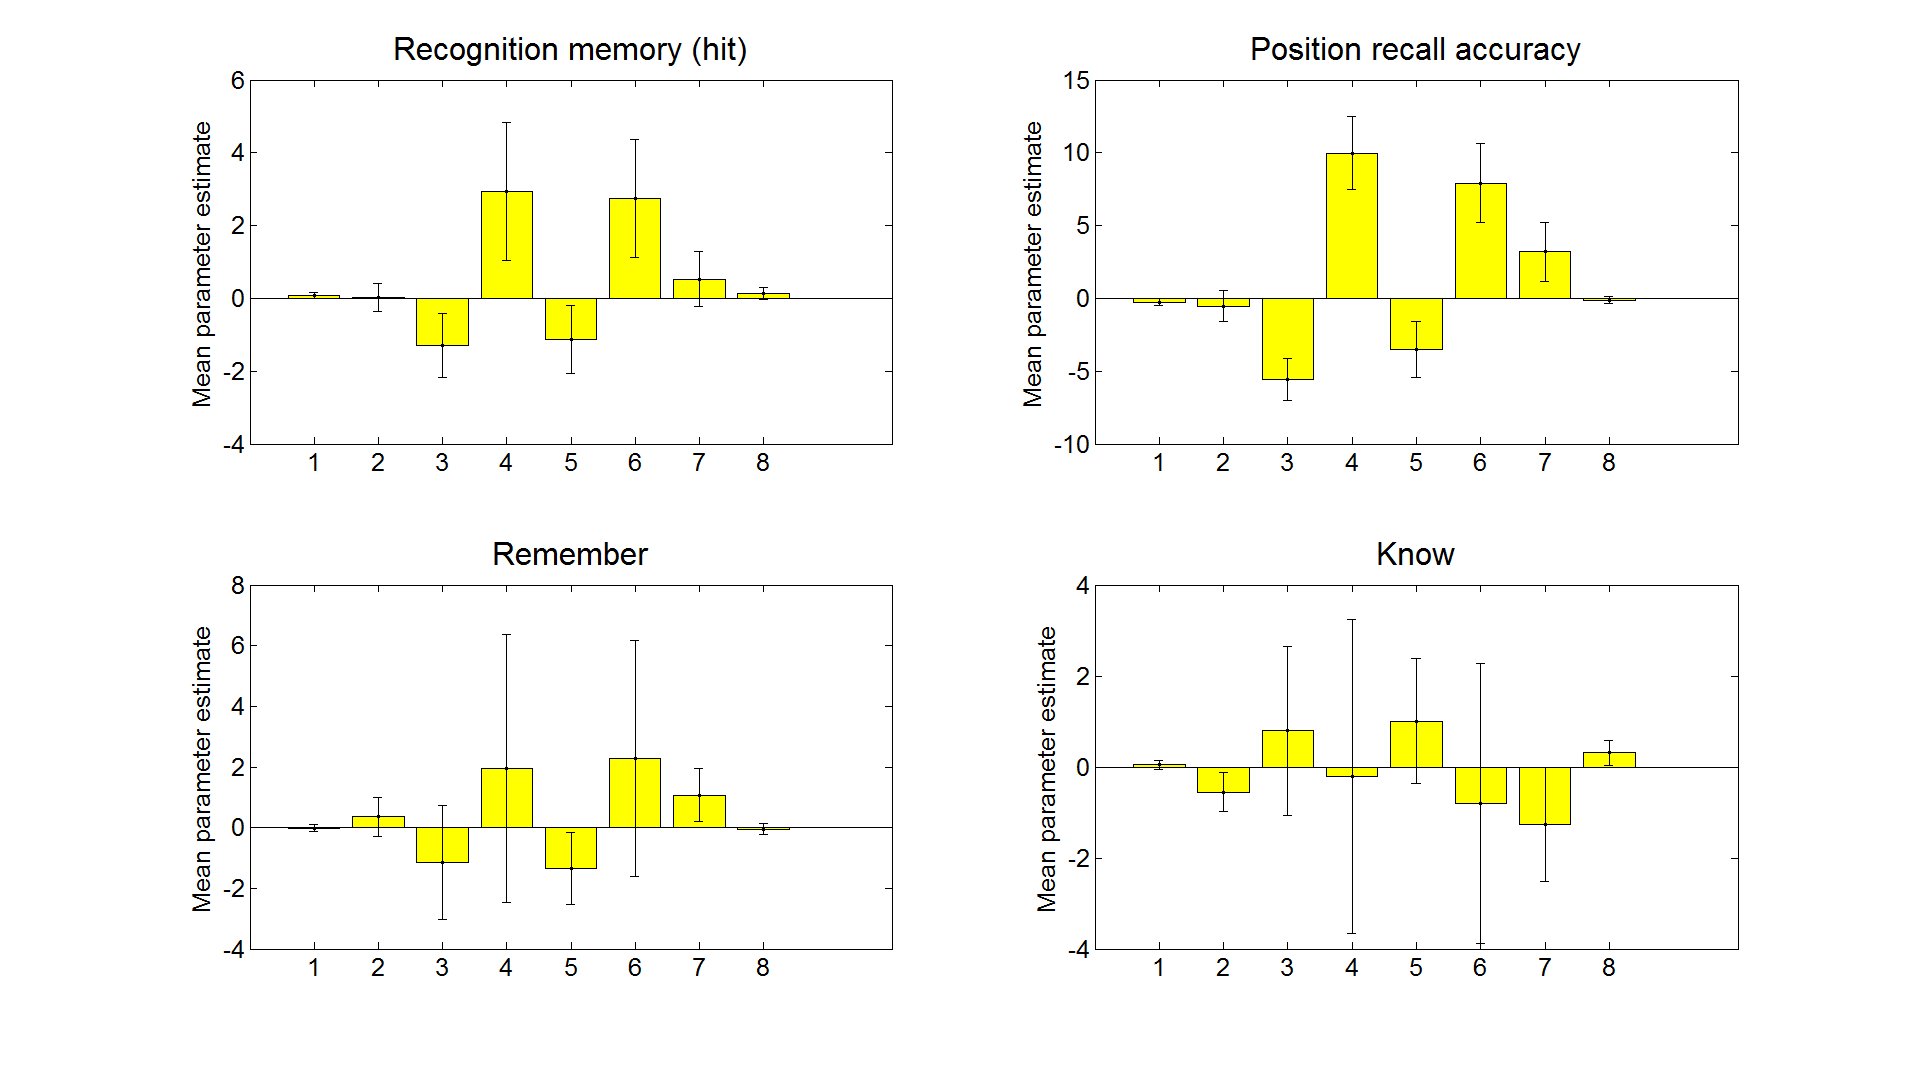 Recognition memory (hit)
Mean parameter estimate
6
4
2
0
-2
-4
1 2 3 4 5 6 7 8
Position recall accuracy
Mean parameter estimate
15
10
5
0
-5
-10
1 2 3 4 5 6 7 8
Remember
Mean parameter estimate
8
6
4
2
0
-2
-4
1 2 3 4 5 6 7 8
Know
Mean parameter estimate
4
2
0
-2
-4
1 2 3 4 5 6 7 8